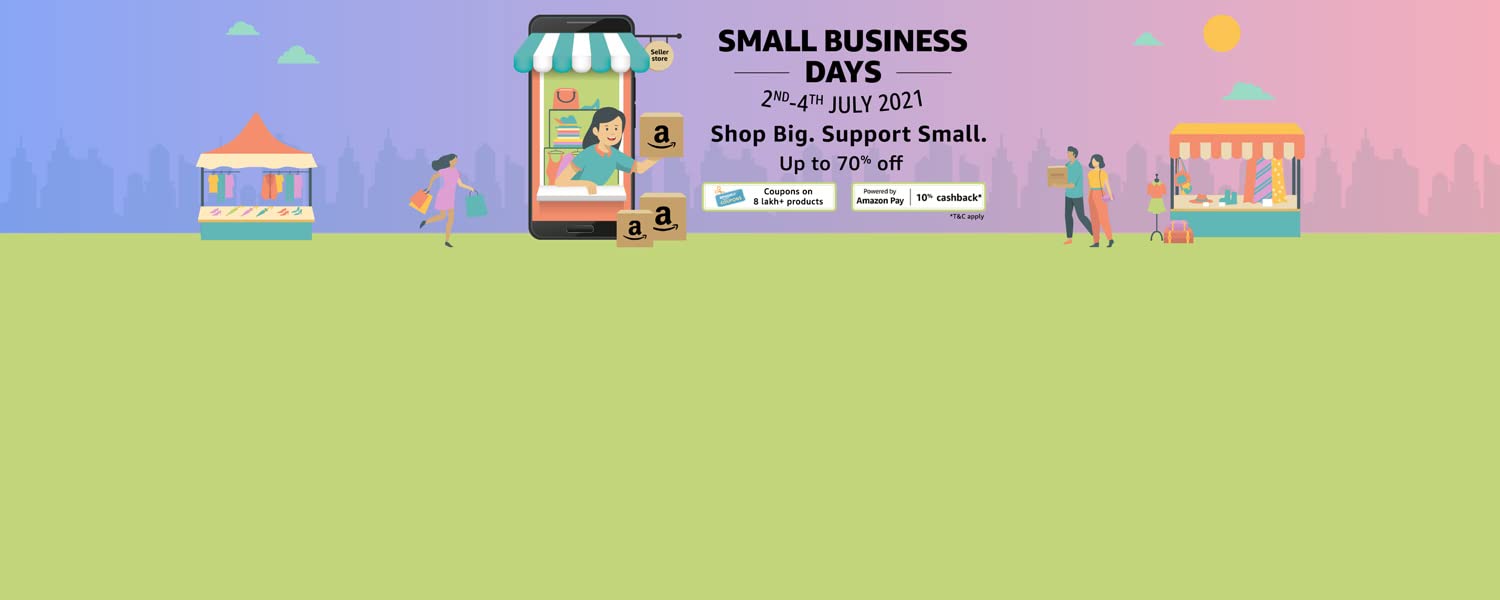 Seller
store
SMALL BUSINESS
DAYS
2ND-4TH JULY 2021
Shop Big. Support Small.
Up to 70% off
Coupons on
8 lakh+ products
COUPONS
Powered by
Amazon Pay
10% cashback*
*T&C apply
a
a
a